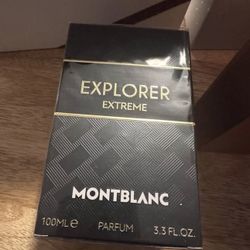 EXPLORER
EXTREME
MONTBLANC
100ML℮ PARFUM 3.3 FL.OZ.